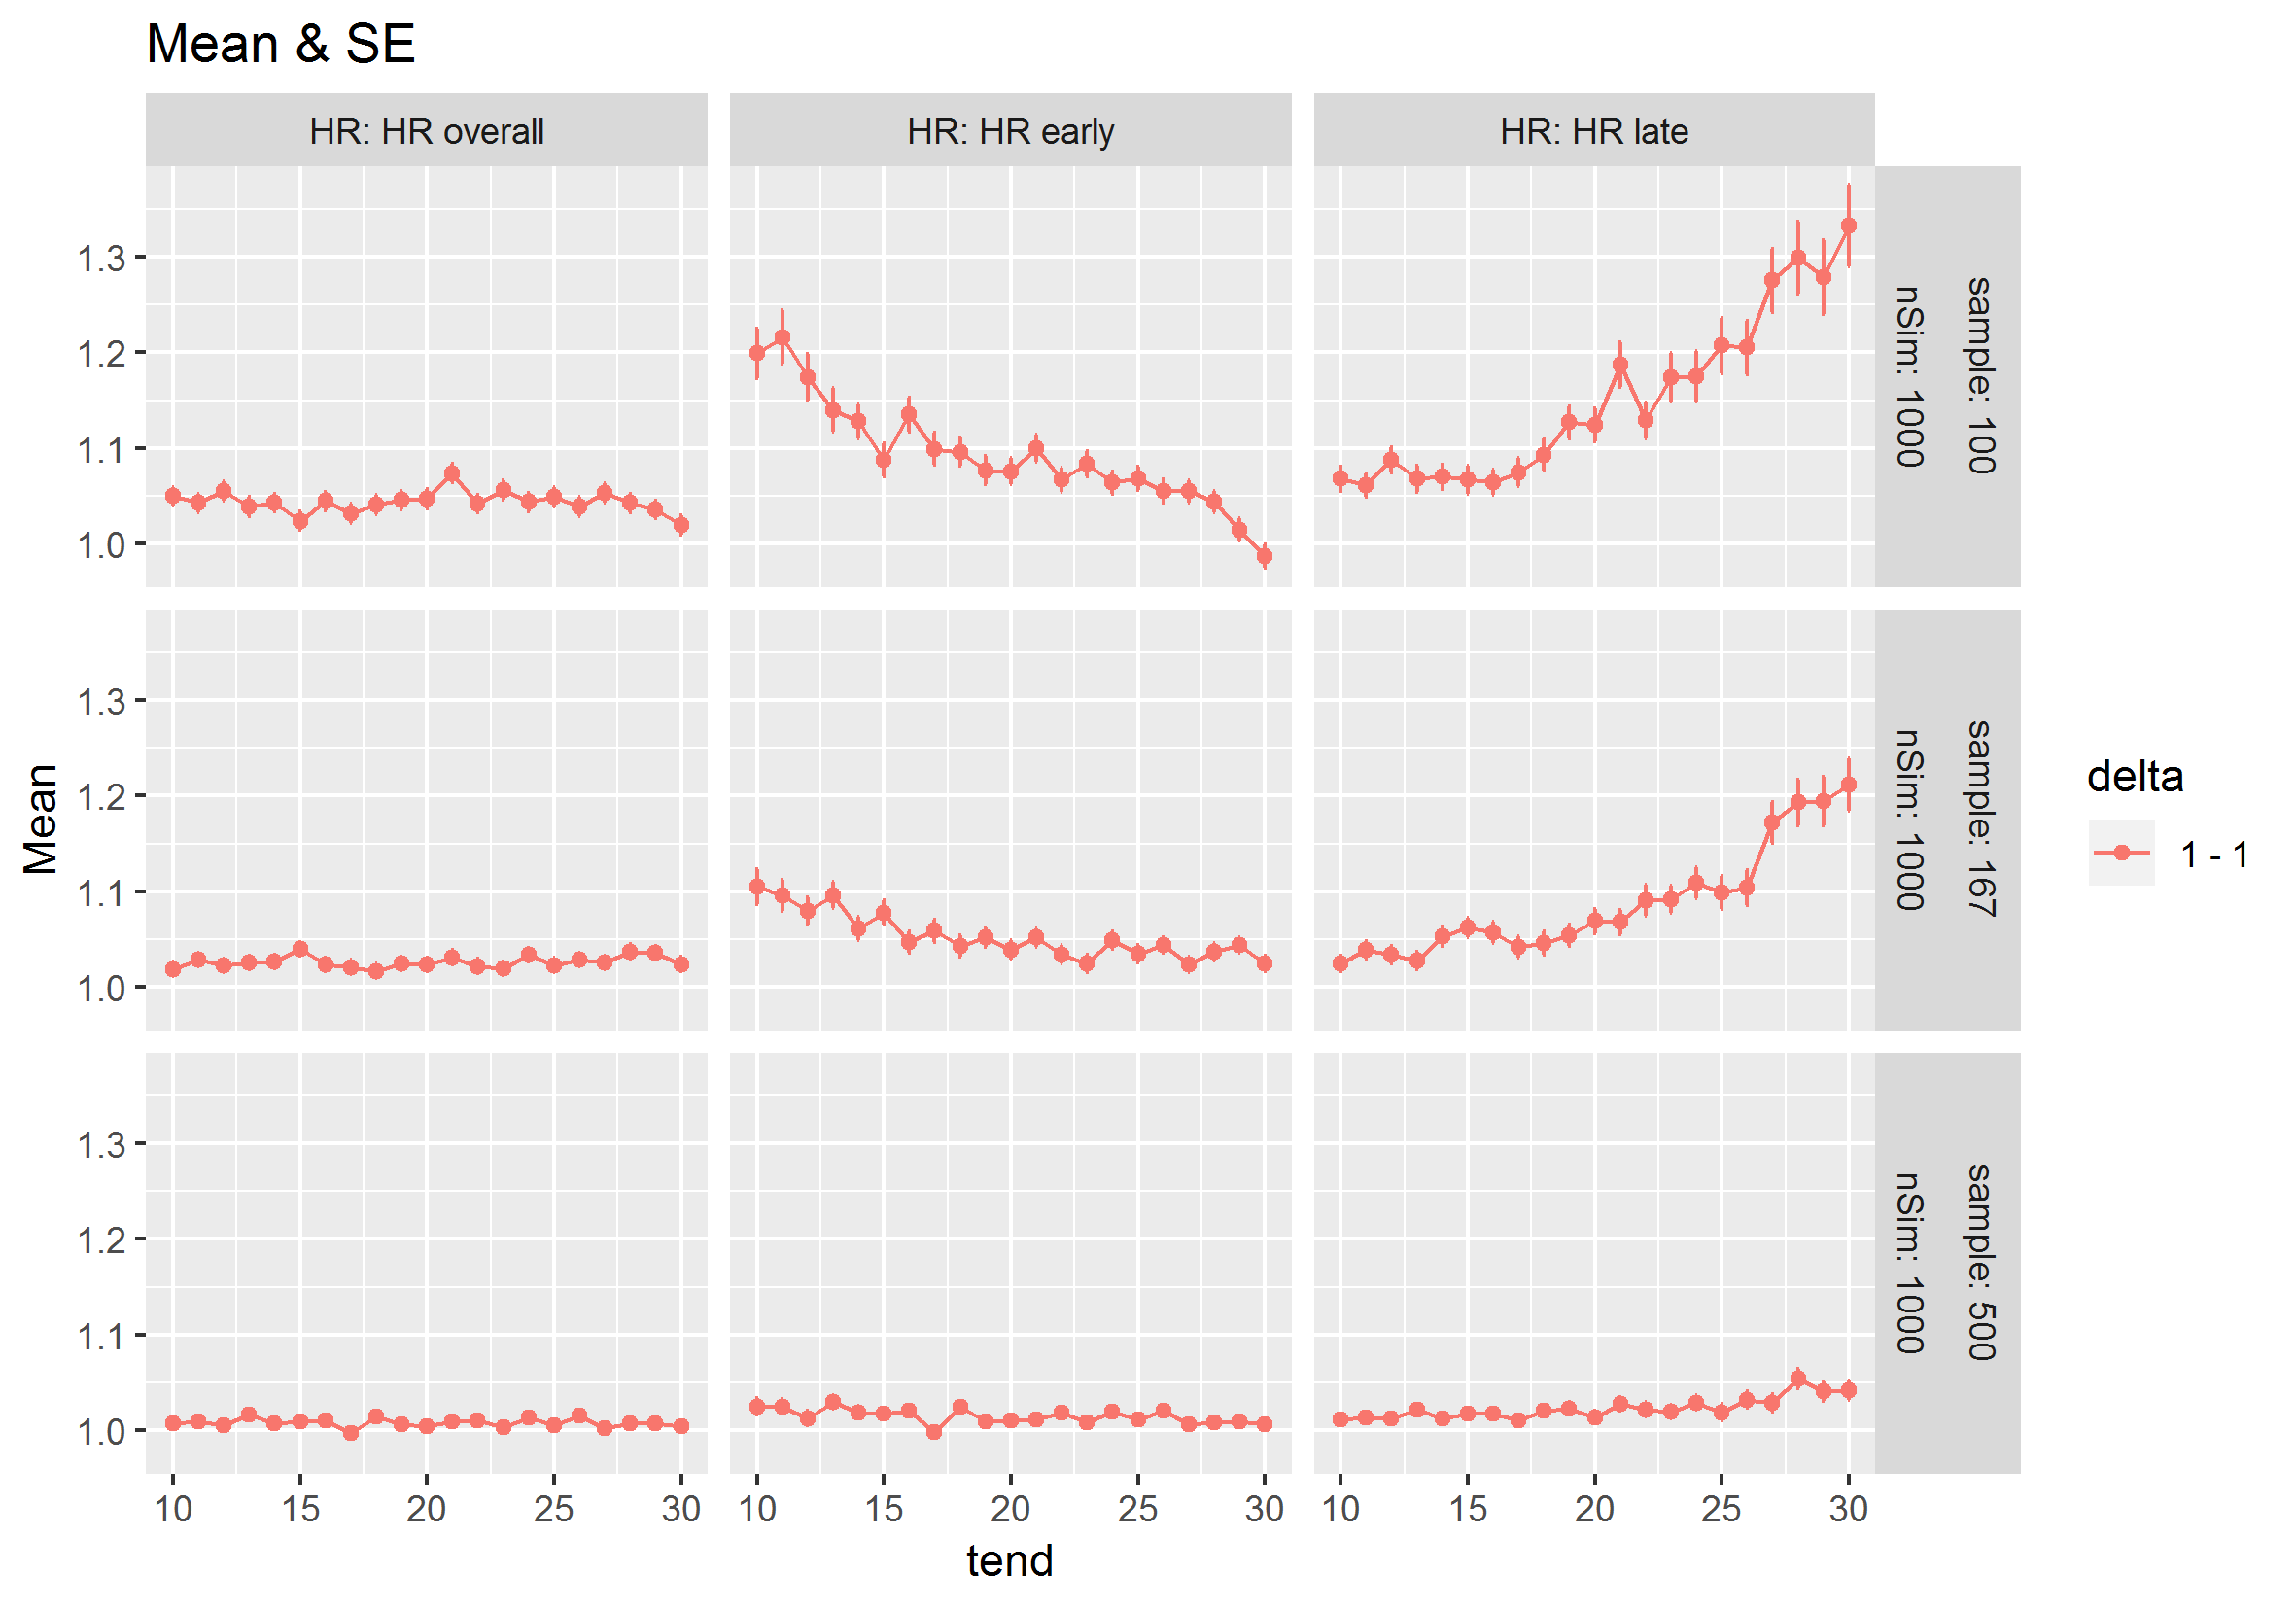 Mean & SE
HR: HR overall
HR: HR early
HR: HR late
1.3
1.2
1.1
1.0
sample: 100
nSim: 1000
1.3
1.2
1.1
1.0
sample: 167
nSim: 1000
1.3
1.2
1.1
1.0
sample: 500
nSim: 1000
Mean
10 15 20 25 30
10 15 20 25 30
10 15 20 25 30
tend
delta
1 - 1